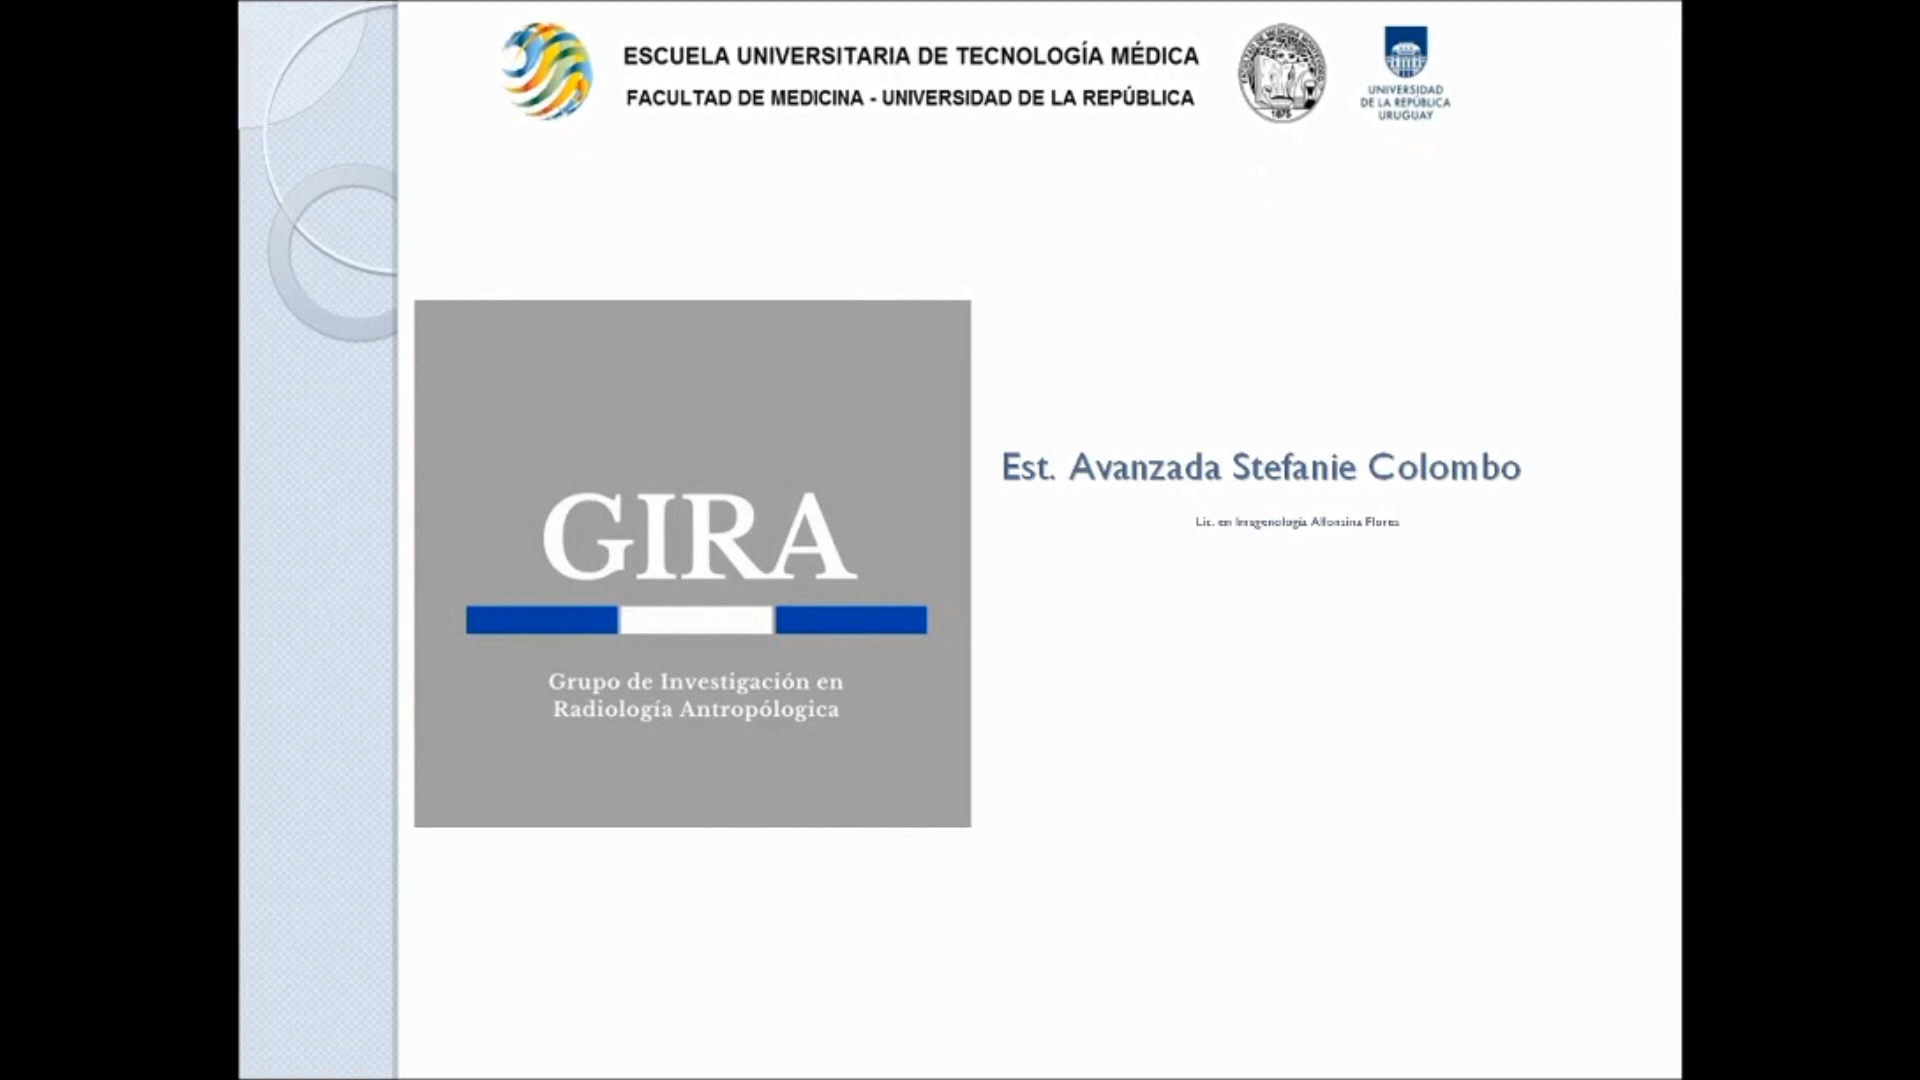 ESCUELA UNIVERSITARIA DE TECNOLOGÍA MÉDICA
FACULTAD DE MEDICINA - UNIVERSIDAD DE LA REPÚBLICA
1875
UNIVERSIDAD
DE LA REPÚBLICA
URUGUAY
GIRA
Grupo de Investigación en
Radiología Antropólogica
Est. Avanzada Stefanie Colombo
Lic. en Imagenología Alfonsina Flores